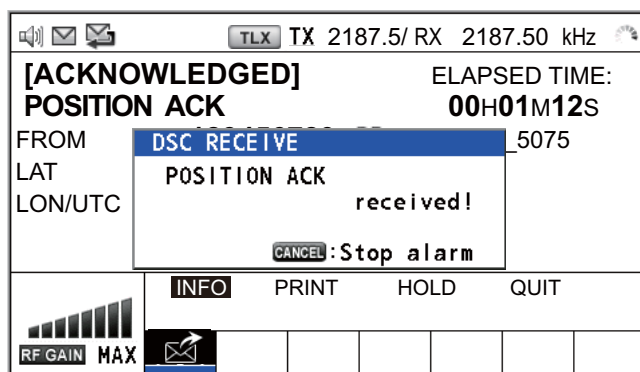 TLX TX 2187.5/ RX 2187.50 kHz
[ACKNOWLEDGED] ELAPSED TIME:
POSITION ACK 00H01M12S
FROM _5075
LAT
LON/UTC
DSC RECEIVE
POSITION ACK
received!
CANCEL:Stop alarm
INFO PRINT HOLD QUIT
RF GAIN MAX